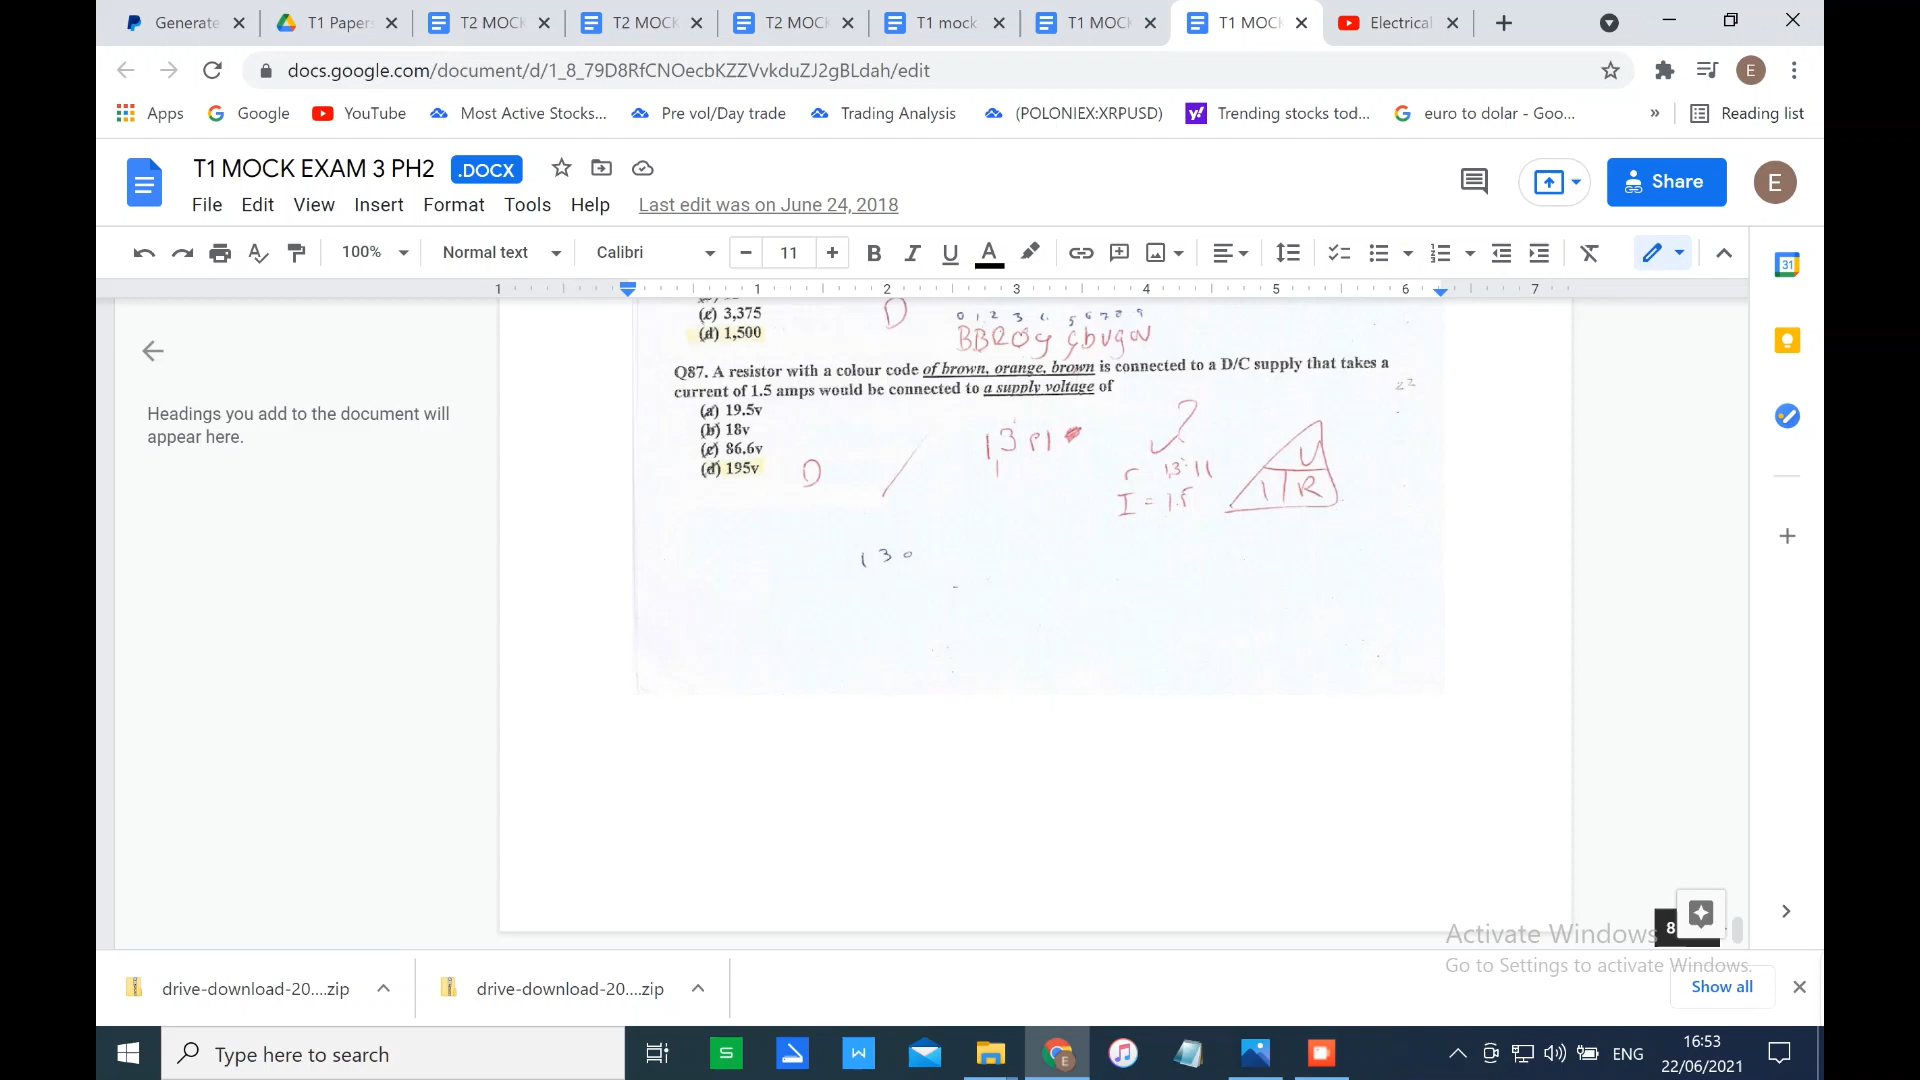 Generate
T1 Paper
T2 MOCK
T2 MOCK
T2 MOCK
T1 mock
T1 MOCK
T1 MOCK
Electrical
docs.google.com/document/d/1_8_79D8RfCNOecbKZZVvkduZJ2gBLdah/edit
E
Apps
Google
YouTube
Most Active Stocks...
Pre vol/Day trade
Trading Analysis
(POLONIEX:XRPUSD)
Trending stocks tod...
euro to dolar - Goo...
»
Reading list
T1 MOCK EXAM 3 PH2
.DOCX
Share
E
File Edit View Insert Format Tools Help Last edit was on June 24, 2018
100%
Normal text
Calibri
11
B I U A
31
1 1 2 3 4 5 6 7
(c) 3,375
(d) 1,500
D
BBROY GBVGW
Q87. A resistor with a colour code of brown, orange, brown is connected to a D/C supply that takes a
current of 1.5 amps would be connected to a supply voltage of
(a) 19.5v
(b) 18v
(c) 86.6v
(d) 195v
D
I = 1.5
U
I R
130
Headings you add to the document will
appear here.
8
Activate Windows
Go to Settings to activate Windows.
drive-download-20....zip
drive-download-20....zip
Show all
Type here to search
S
W
E
ENG
16:53
22/06/2021